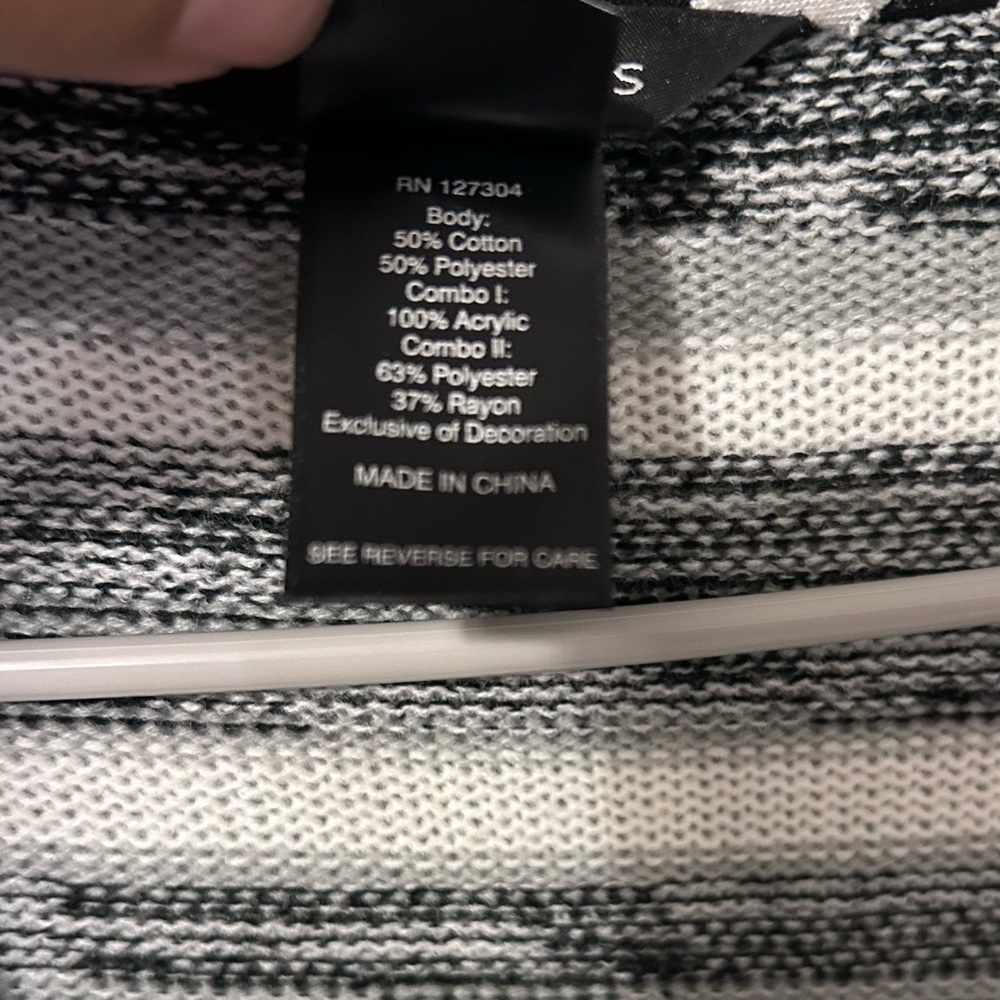 S
RN 127304
Body:
50% Cotton
50% Polyester
Combo I:
100% Acrylic
Combo II:
63% Polyester
37% Rayon
Exclusive of Decoration
MADE IN CHINA
SEE REVERSE FOR CARE